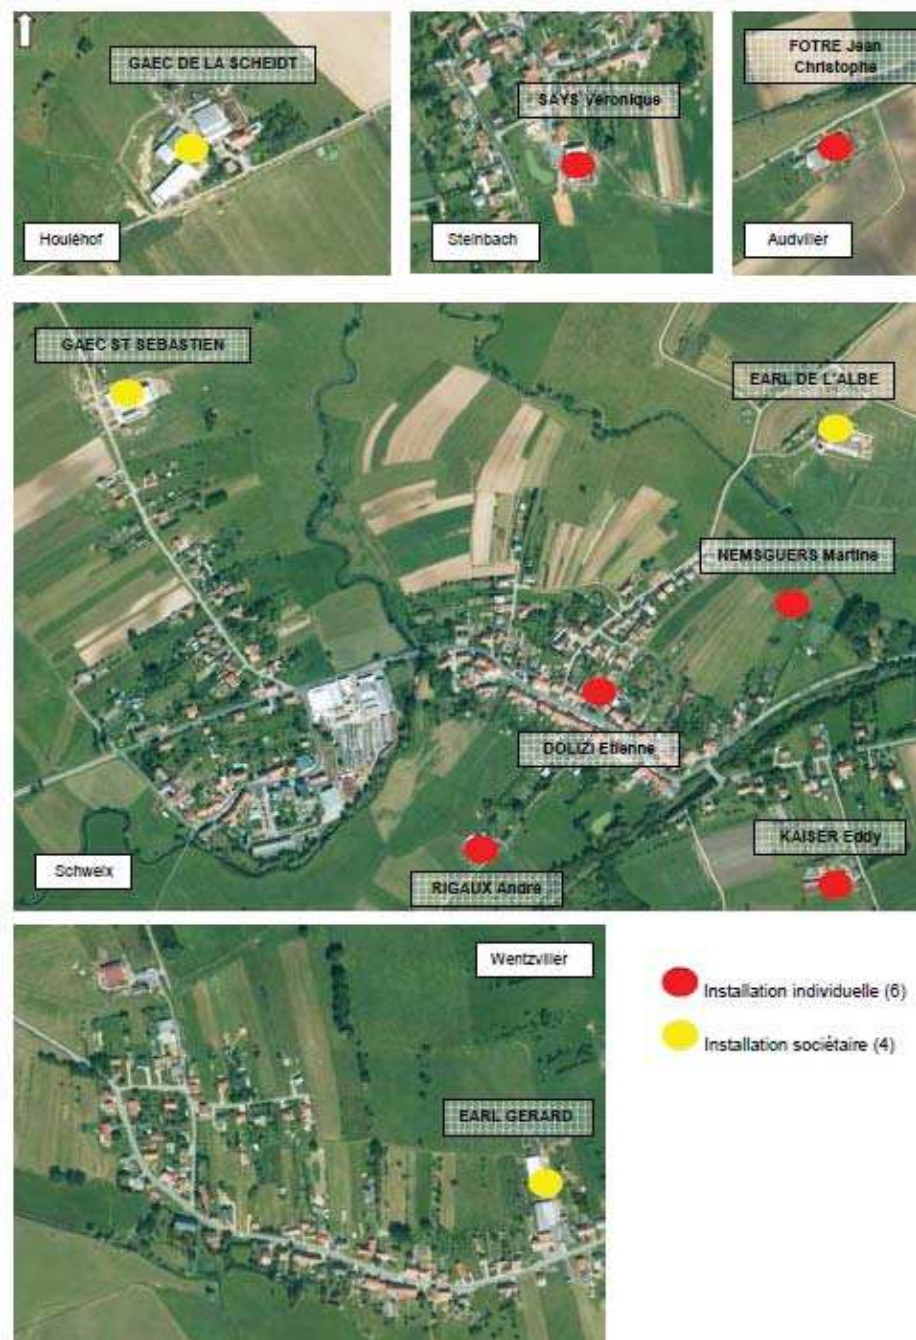 GAEC DE LA SCHEIDT
Houléhof
SAYS Véronique
Steinbach
FOTRE Jean
Christophe
Audviller
GAEC ST SEBASTIEN
EARL DE L'ALBE
NEMSGUERS Martine
DOLIZI Etienne
KAISER Eddy
RIGAUX André
Schweix
Wentzviller
EARL GERARD
Installation individuelle (6)
Installation sociétaire (4)